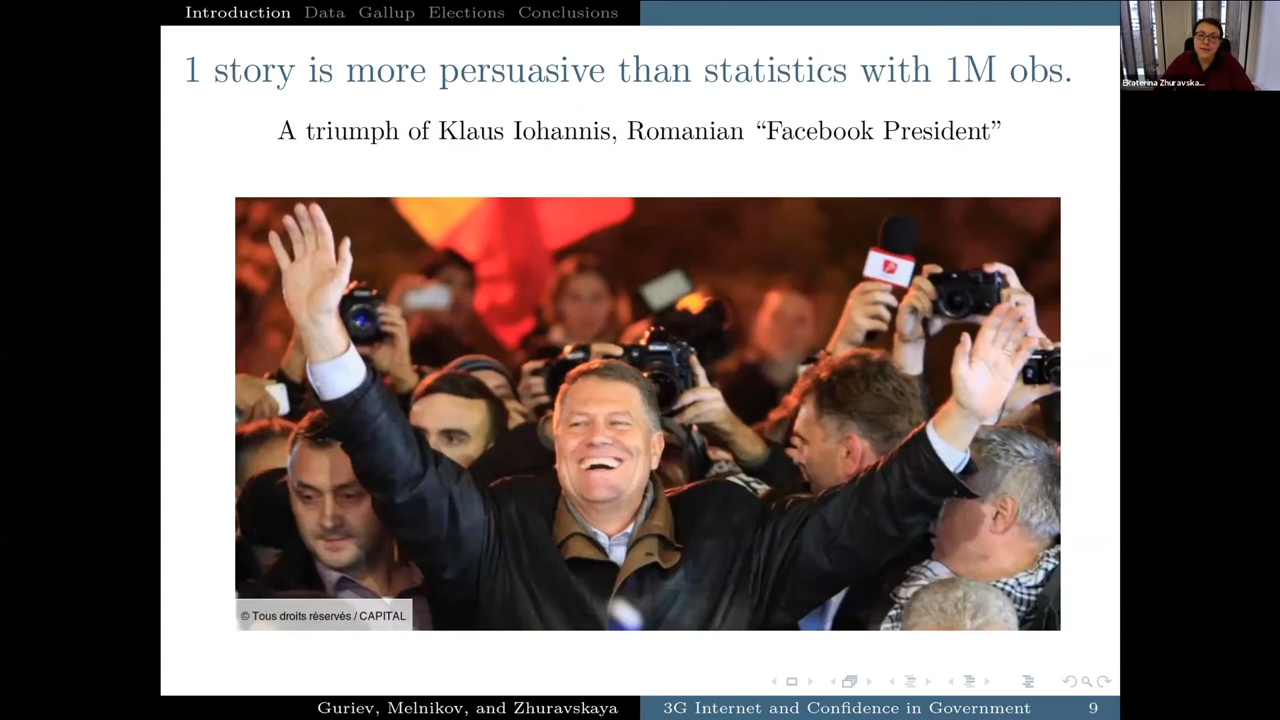 Introduction Data Gallup Elections Conclusions
1 story is more persuasive than statistics with 1M obs.
Ekaterina Zhuravska...
A triumph of Klaus Iohannis, Romanian “Facebook President”
© Tous droits réservés / CAPITAL
Guriev, Melnikov, and Zhuravskaya 3G Internet and Confidence in Government 9